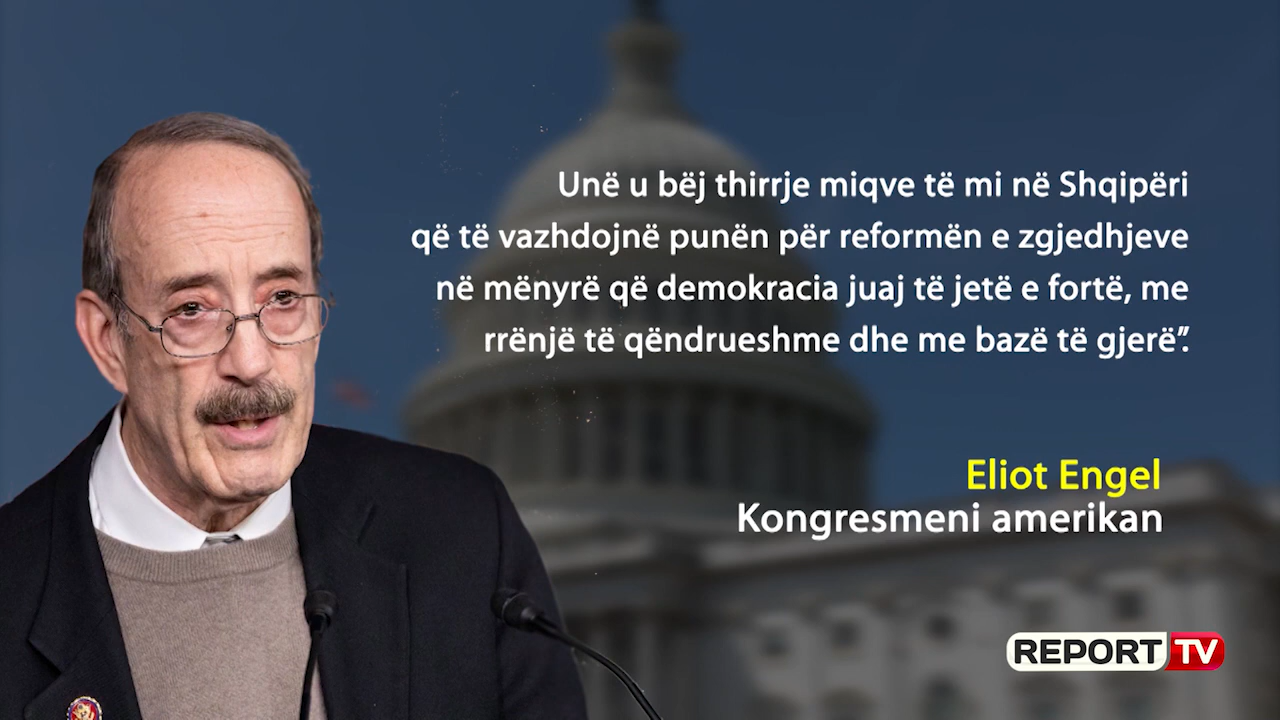 Unë u bëj thirrje miqve të mi në Shqipëri
që të vazhdojnë punën për reformën e zgjedhjeve
në mënyrë që demokracia juaj të jetë e fortë, me
rrënjë të qëndrueshme dhe me bazë të gjerë”.
Eliot Engel
Kongresmeni amerikan
REPORT TV